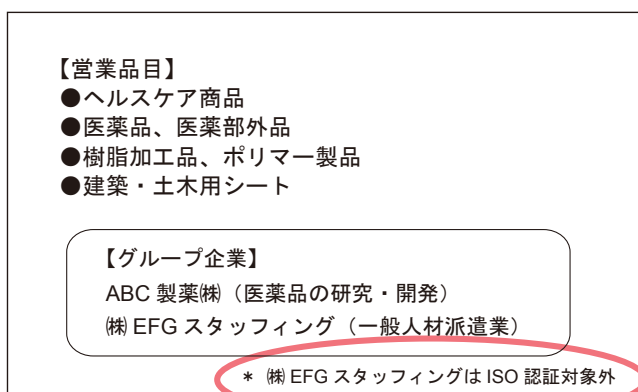 【営業品目】
●ヘルスケア商品
●医薬品、医薬部外品
●樹脂加工品、ポリマー製品
●建築・土木用シート
【グループ企業】
ABC 製薬㈱（医薬品の研究・開発）
㈱ EFG スタッフィング（一般人材派遣業）
* ㈱ EFG スタッフィングは ISO 認証対象外